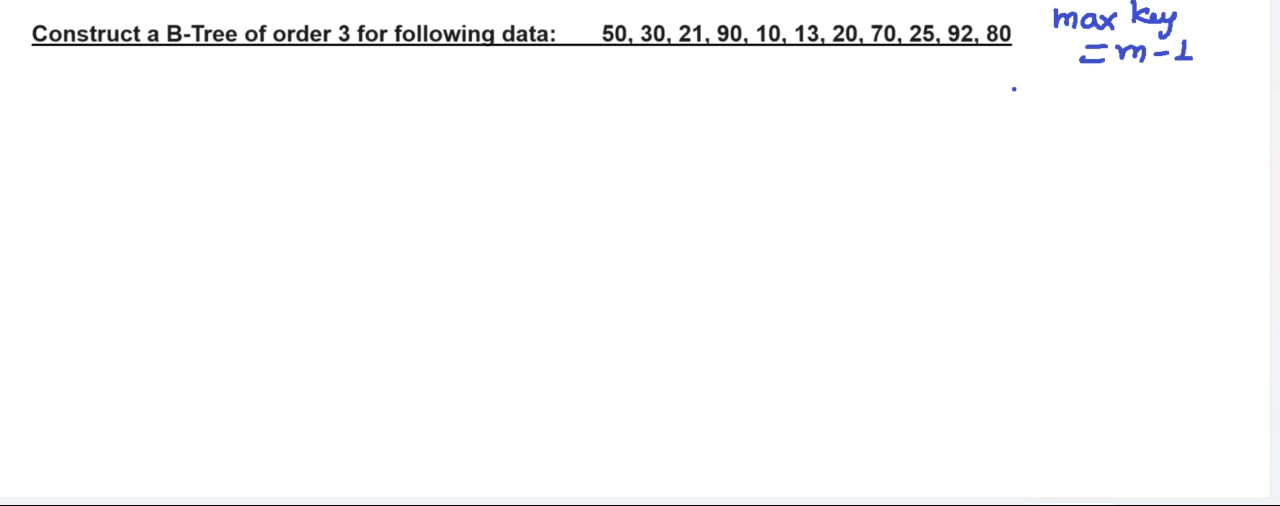 Construct a B-Tree of order 3 for following data: 50, 30, 21, 90, 10, 13, 20, 70, 25, 92, 80
max key
= m-1